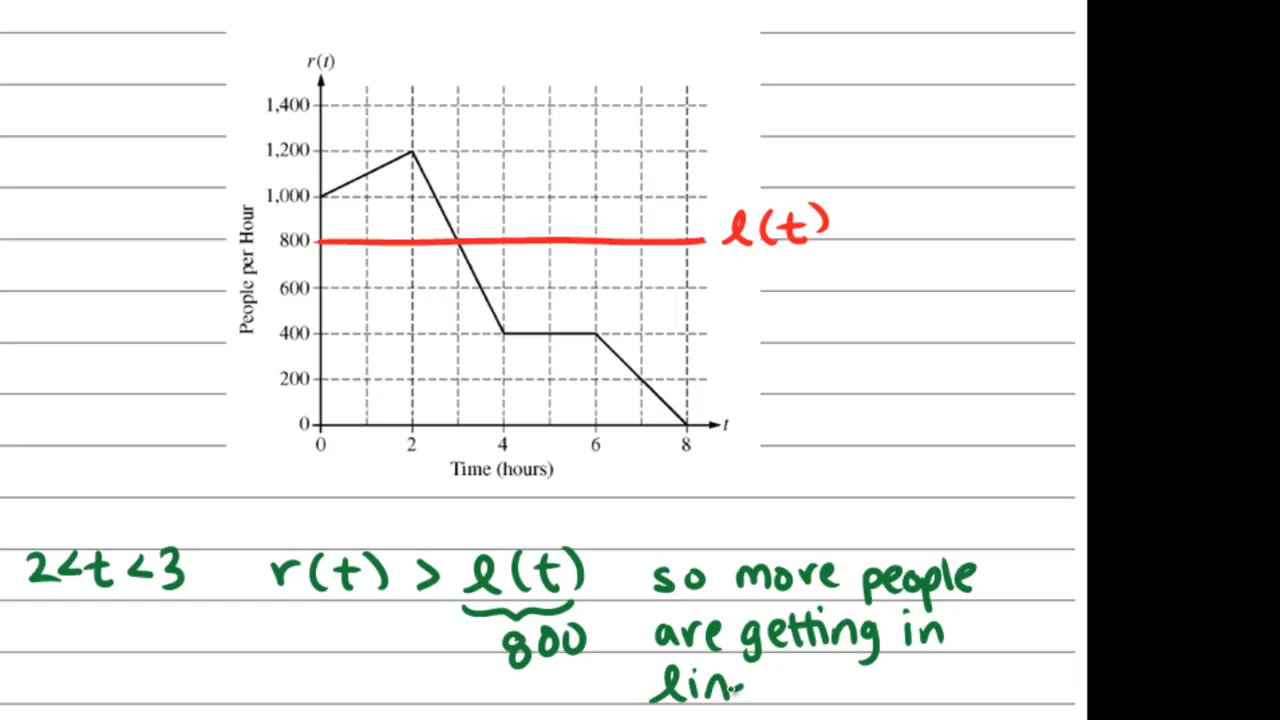 r(t)
1,400
1,200
1,000
800
600
400
200
0
People per Hour
0 2 4 6 8
t
Time (hours)
l(t)
2<t<3 r(t) > l(t) so more people
800 are getting in
lin